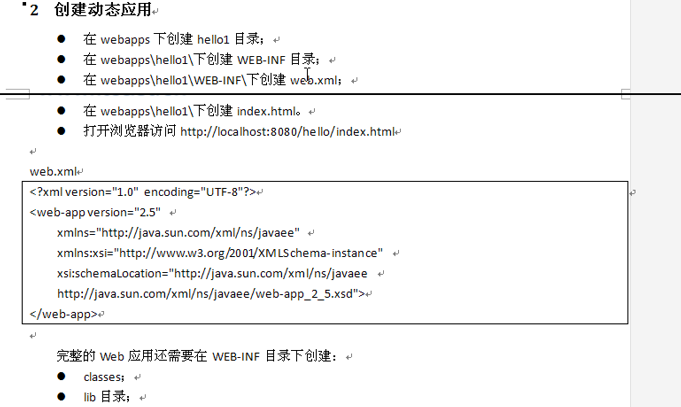 2 创建动态应用
● 在 webapps 下创建 hello1 目录；
● 在 webapps\hello1\下创建 WEB-INF 目录；
● 在 webapps\hello1\WEB-INF\下创建 web.xml；
● 在 webapps\hello1\下创建 index.html。
● 打开浏览器访问 http://localhost:8080/hello/index.html
web.xml
<?xml version="1.0" encoding="UTF-8"?>
<web-app version="2.5"
xmlns="http://java.sun.com/xml/ns/javaee"
xmlns:xsi="http://www.w3.org/2001/XMLSchema-instance"
xsi:schemaLocation="http://java.sun.com/xml/ns/javaee
http://java.sun.com/xml/ns/javaee/web-app_2_5.xsd">
</web-app>
完整的 Web 应用还需要在 WEB-INF 目录下创建：
● classes；
● lib 目录；